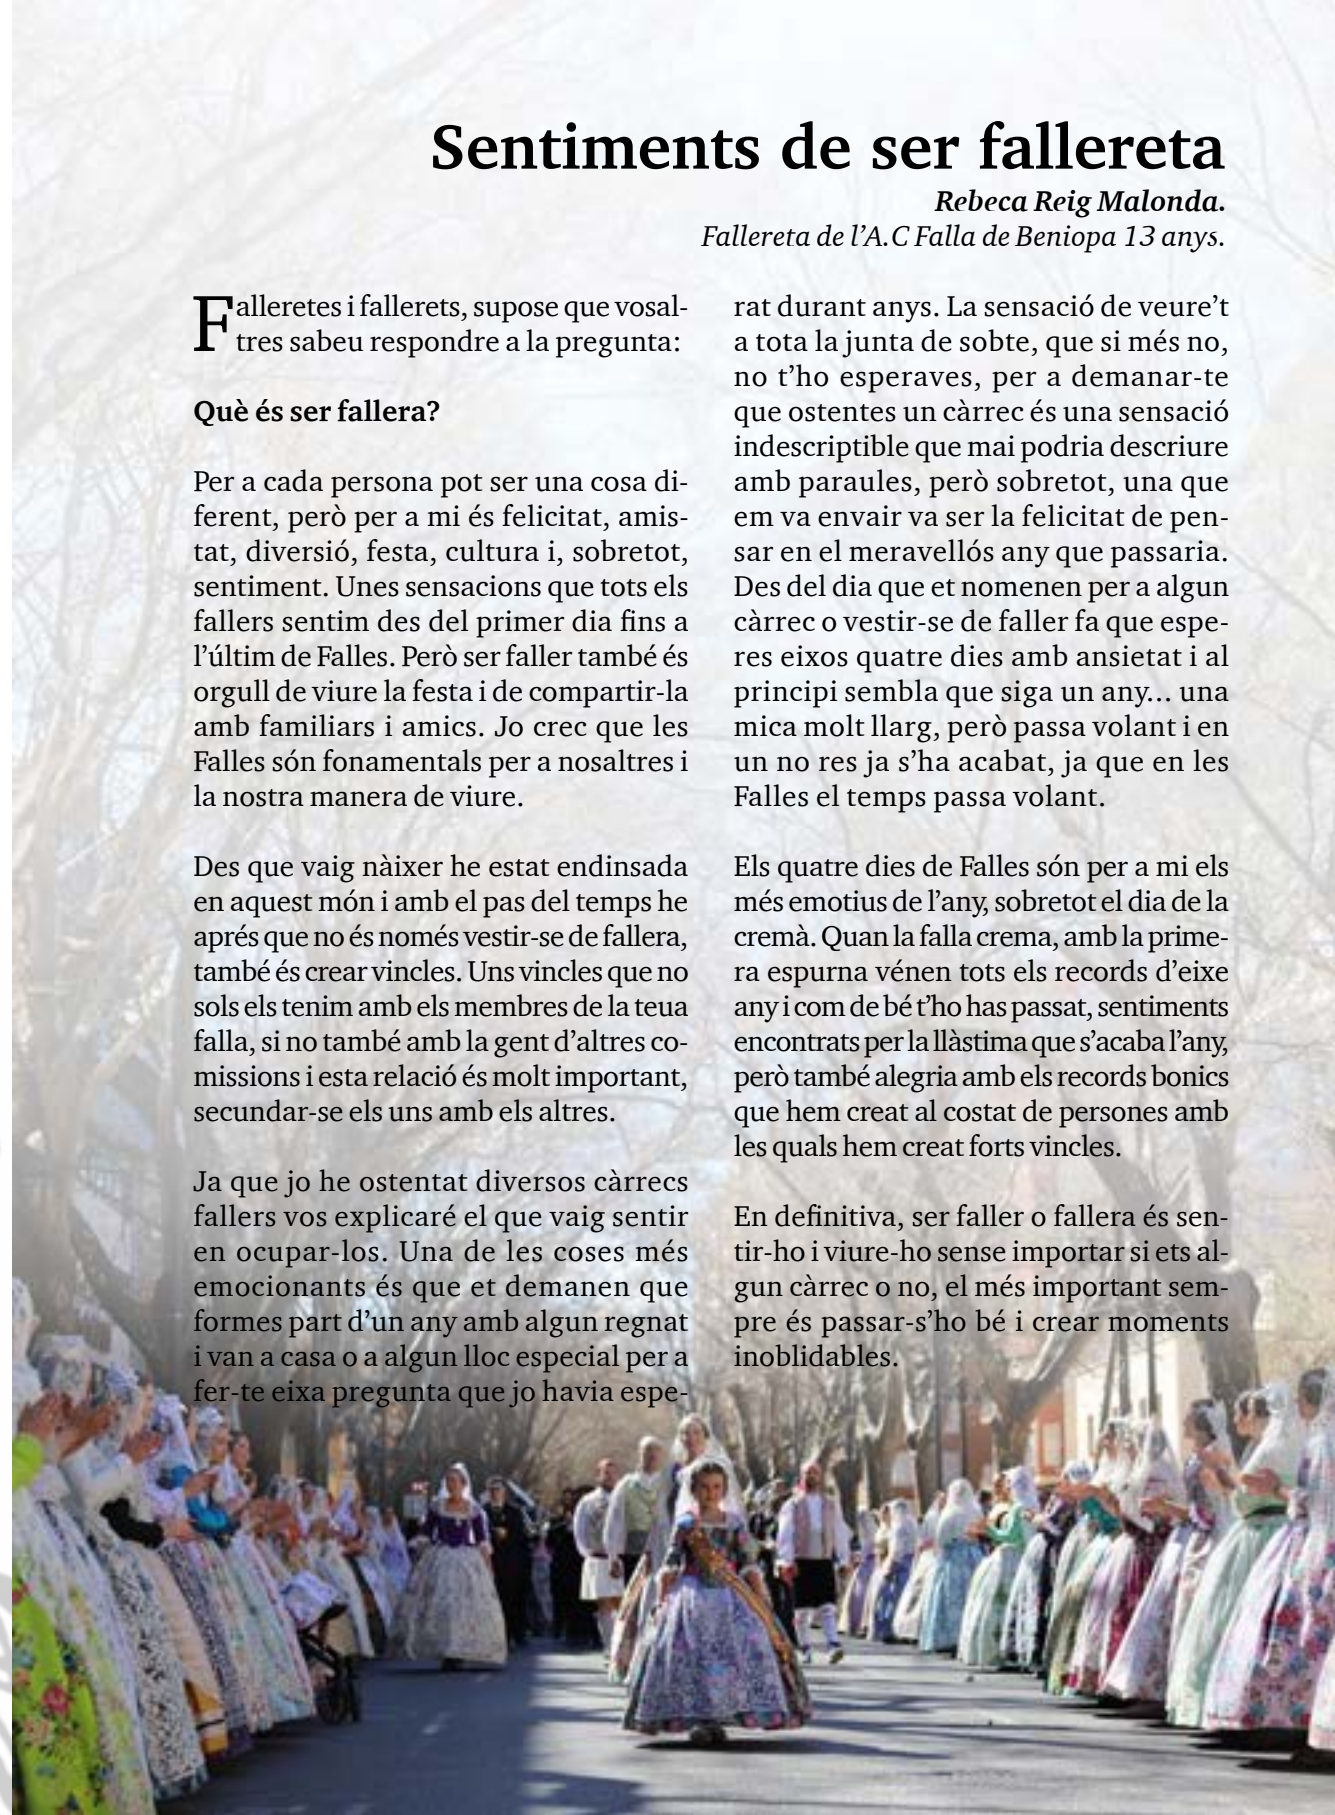 Sentiments de ser fallereta
Rebeca Reig Malonda.
Fallereta de l’A.C Falla de Beniopa 13 anys.
Falleretes i fallerets, supose que vosal-
tres sabeu respondre a la pregunta:
Què és ser fallera?
Per a cada persona pot ser una cosa di-
ferent, però per a mi és felicitat, amis-
tat, diversió, festa, cultura i, sobretot,
sentiment. Unes sensacions que tots els
fallers sentim des del primer dia fins a
l’últim de Falles. Però ser faller també és
orgull de viure la festa i de compartir-la
amb familiars i amics. Jo crec que les
Falles són fonamentals per a nosaltres i
la nostra manera de viure.
Des que vaig nàixer he estat endinsada
en aquest món i amb el pas del temps he
aprés que no és només vestir-se de fallera,
també és crear vincles. Uns vincles que no
sols els tenim amb els membres de la teua
falla, si no també amb la gent d’altres co-
missions i esta relació és molt important,
secundar-se els uns amb els altres.
Ja que jo he ostentat diversos càrrecs
fallers vos explicaré el que vaig sentir
en ocupar-los. Una de les coses més
emocionants és que et demanen que
formes part d’un any amb algun regnat
i van a casa o a algun lloc especial per a
fer-te eixa pregunta que jo havia espe-
rat durant anys. La sensació de veure’t
a tota la junta de sobte, que si més no,
no t’ho esperaves, per a demanar-te
que ostentes un càrrec és una sensació
indescriptible que mai podria descriure
amb paraules, però sobretot, una que
em va envair va ser la felicitat de pen-
sar en el meravellós any que passaria.
Des del dia que et nomenen per a algun
càrrec o vestir-se de faller fa que espe-
res eixos quatre dies amb ansietat i al
principi sembla que siga un any... una
mica molt llarg, però passa volant i en
un no res ja s’ha acabat, ja que en les
Falles el temps passa volant.
Els quatre dies de Falles són per a mi els
més emotius de l’any, sobretot el dia de la
cremà. Quan la falla crema, amb la prime-
ra espurna vénen tots els records d’eixe
any i com de bé t’ho has passat, sentiments
encontrats per la llàstima que s’acaba l’any,
però també alegria amb els records bonics
que hem creat al costat de persones amb
les quals hem creat forts vincles.
En definitiva, ser faller o fallera és sen-
tir-ho i viure-ho sense importar si ets al-
gun càrrec o no, el més important sem-
pre és passar-s’ho bé i crear moments
inoblidables.